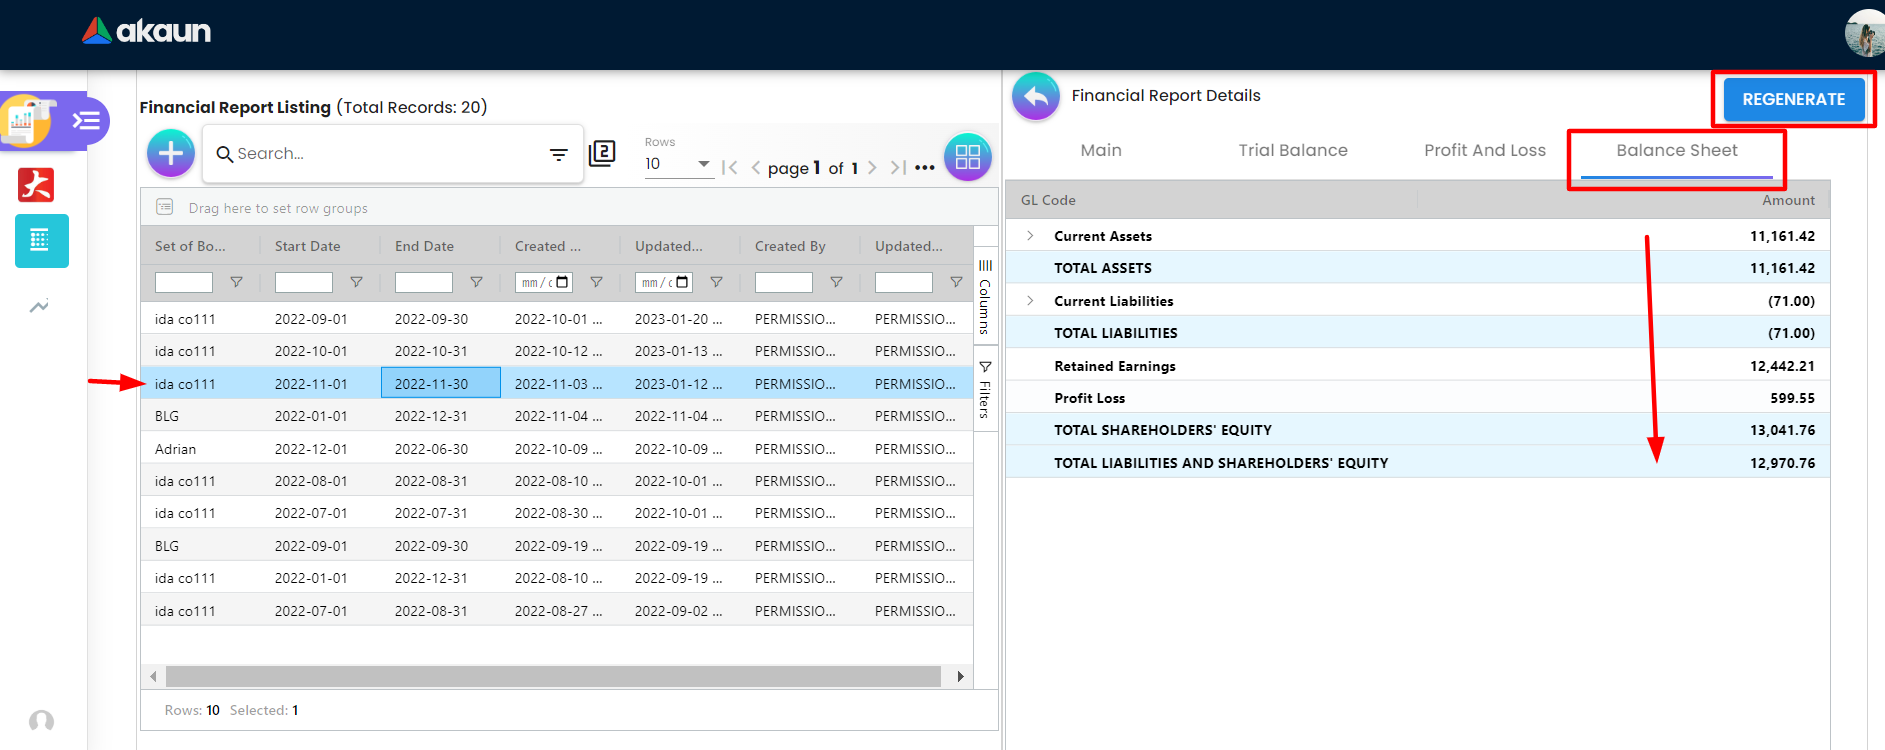 akaun
Financial Report Listing (Total Records: 20)
Search...
2
Rows
10
page 1 of 1
Drag here to set row groups
Set of Bo... Start Date End Date Created ... Updated... Created By Updated...
mm / d mm / d
ida co111 2022-09-01 2022-09-30 2022-10-01 ... 2023-01-20 ... PERMISSIO... PERMISSIO...
ida co111 2022-10-01 2022-10-31 2022-10-12 ... 2023-01-13 ... PERMISSIO... PERMISSIO...
ida co111 2022-11-01 2022-11-30 2022-11-03 ... 2023-01-12 ... PERMISSIO... PERMISSIO...
BLG 2022-01-01 2022-12-31 2022-11-04 ... 2022-11-04 ... PERMISSIO... PERMISSIO...
Adrian 2022-12-01 2022-06-30 2022-10-09 ... 2022-10-09 ... PERMISSIO... PERMISSIO...
ida co111 2022-08-01 2022-08-31 2022-08-10 ... 2022-10-01 ... PERMISSIO... PERMISSIO...
ida co111 2022-07-01 2022-07-31 2022-08-30 ... 2022-10-01 ... PERMISSIO... PERMISSIO...
BLG 2022-09-01 2022-09-30 2022-09-19 ... 2022-09-19 ... PERMISSIO... PERMISSIO...
ida co111 2022-01-01 2022-12-31 2022-08-10 ... 2022-09-19 ... PERMISSIO... PERMISSIO...
ida co111 2022-07-01 2022-08-31 2022-08-27 ... 2022-09-02 ... PERMISSIO... PERMISSIO...
Columns
Filters
Rows: 10 Selected: 1
Financial Report Details
REGENERATE
Main Trial Balance Profit And Loss Balance Sheet
GL Code Amount
Current Assets 11,161.42
TOTAL ASSETS 11,161.42
Current Liabilities (71.00)
TOTAL LIABILITIES (71.00)
Retained Earnings 12,442.21
Profit Loss 599.55
TOTAL SHAREHOLDERS' EQUITY 13,041.76
TOTAL LIABILITIES AND SHAREHOLDERS' EQUITY 12,970.76